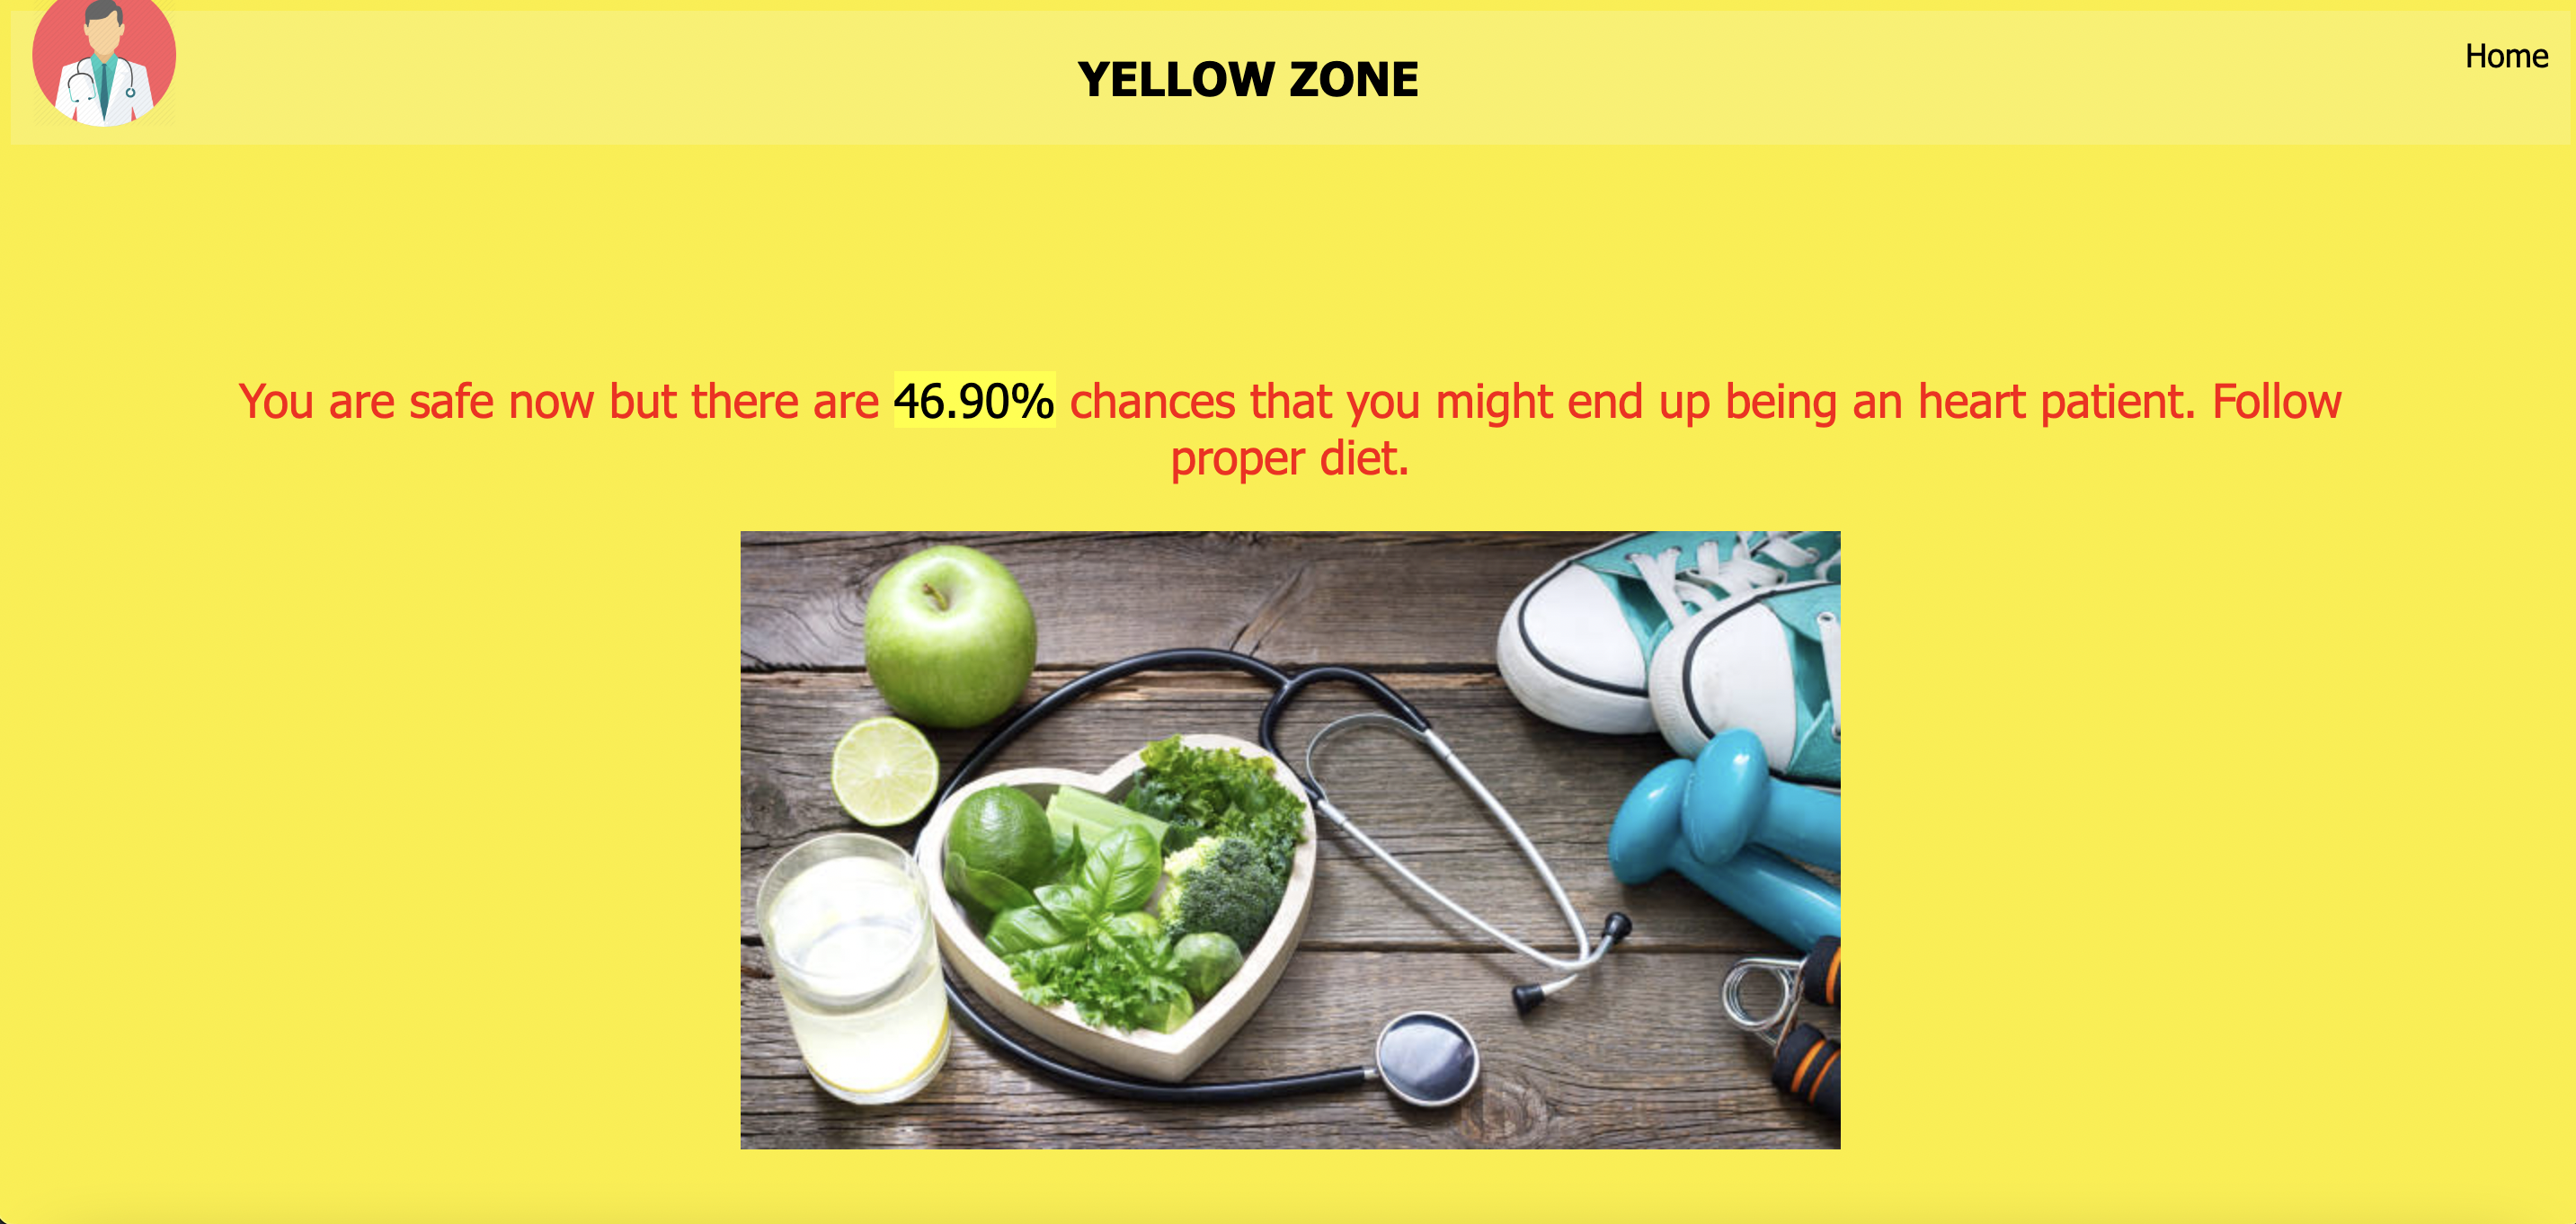 YELLOW ZONE
Home
You are safe now but there are 46.90% chances that you might end up being an heart patient. Follow
proper diet.